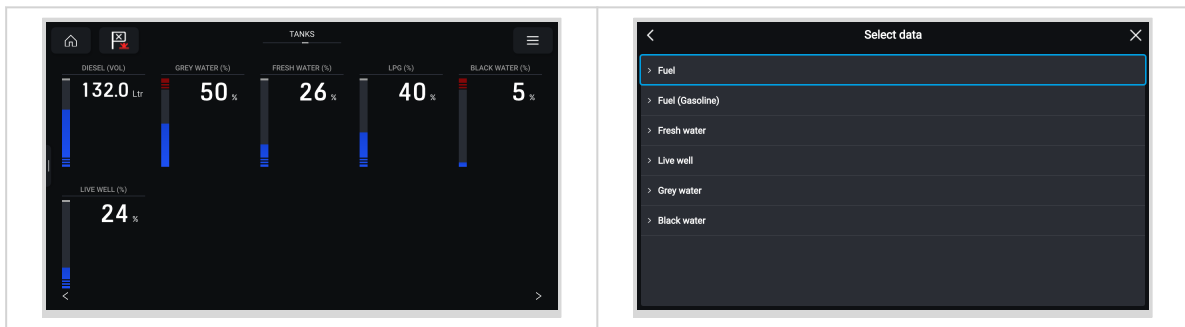 TANKS
DIESEL (VOL)
132.0 Ltr
GREY WATER (%)
50 %
FRESH WATER (%)
26 %
LPG (%)
40 %
BLACK WATER (%)
5 %
LIVE WELL (%)
24 %
Select data
Fuel
Fuel (Gasoline)
Fresh water
Live well
Grey water
Black water